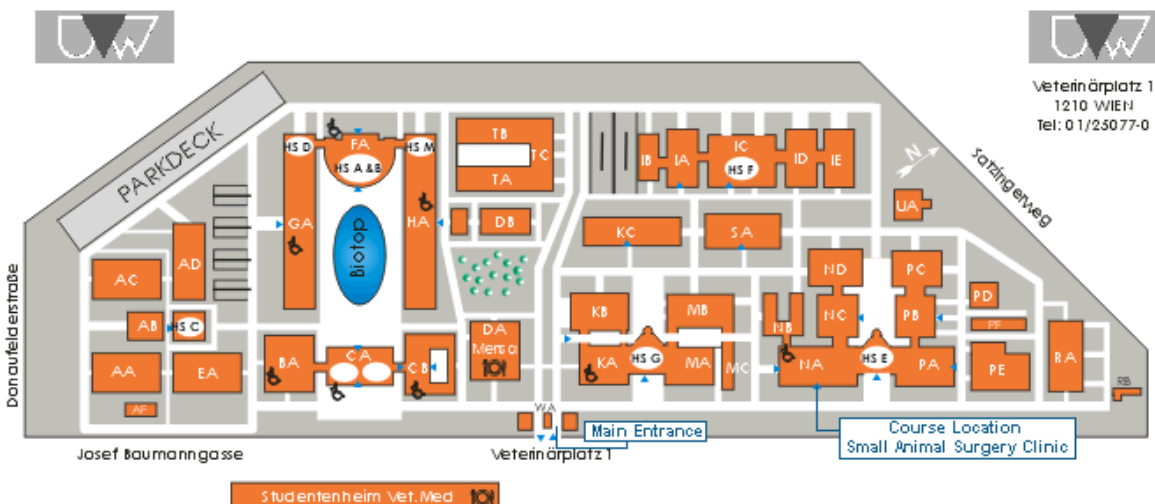 UVW
UVW
Veterinärplatz 1
1210 WIEN
Tel: 01/25077-0
PARKDECK
Satzingerweg
N
Donaufelderstraße
HS D
FA
HS M
HS A & B
TB
TC
TA
IB
IA
IC
HS F
ID
IE
UA
GA
Biotop
HA
DB
KC
SA
AC
AD
AB
HS C
AA
EA
AF
BA
CA
CB
DA
Mensa
KB
MB
KA
HS G
MA
MC
NB
ND
NC
NA
HS E
PC
PB
PA
PD
PF
PE
RA
RB
WA
Main Entrance
Course Location
Small Animal Surgery Clinic
Josef Baumanngasse
Veterinärplatz 1
Studentenheim Vet.Med